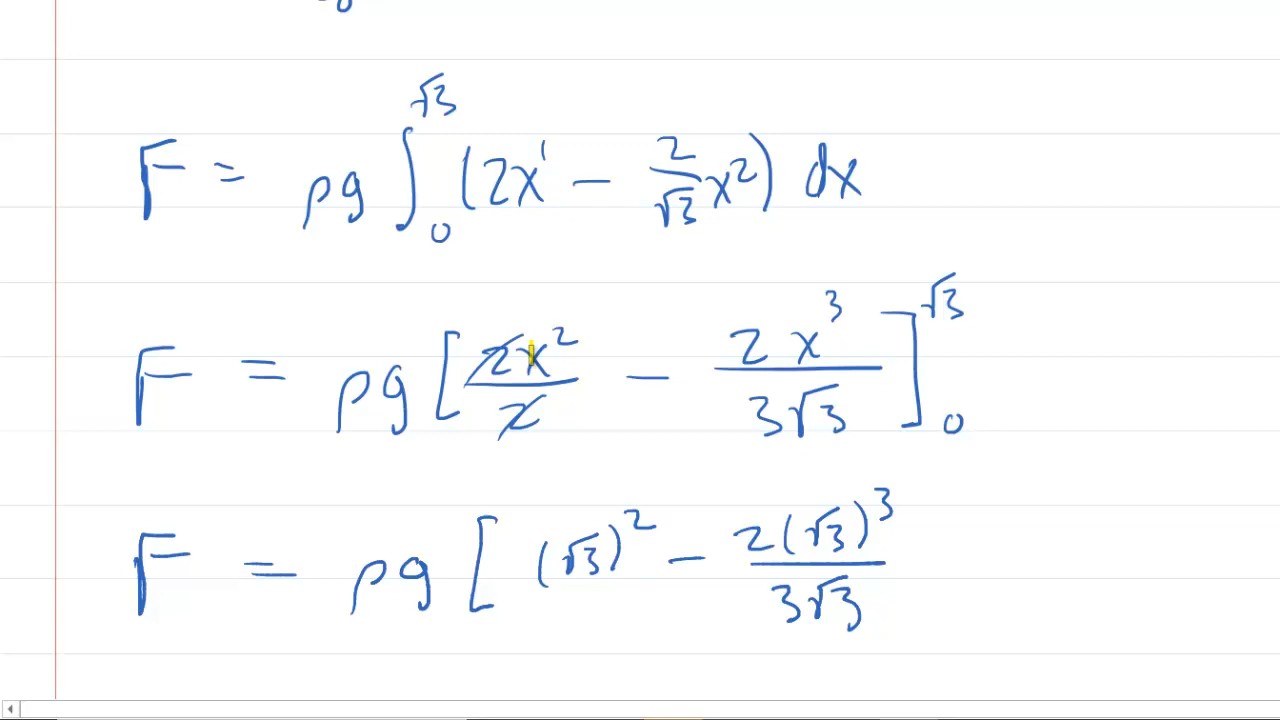 F = ρg ∫₀^√3 (2x¹ − 2/√3 x²) dx
F = ρg [2x²/2 − 2x³/3√3]₀^√3
F = ρg [(√3)² − 2(√3)³/3√3